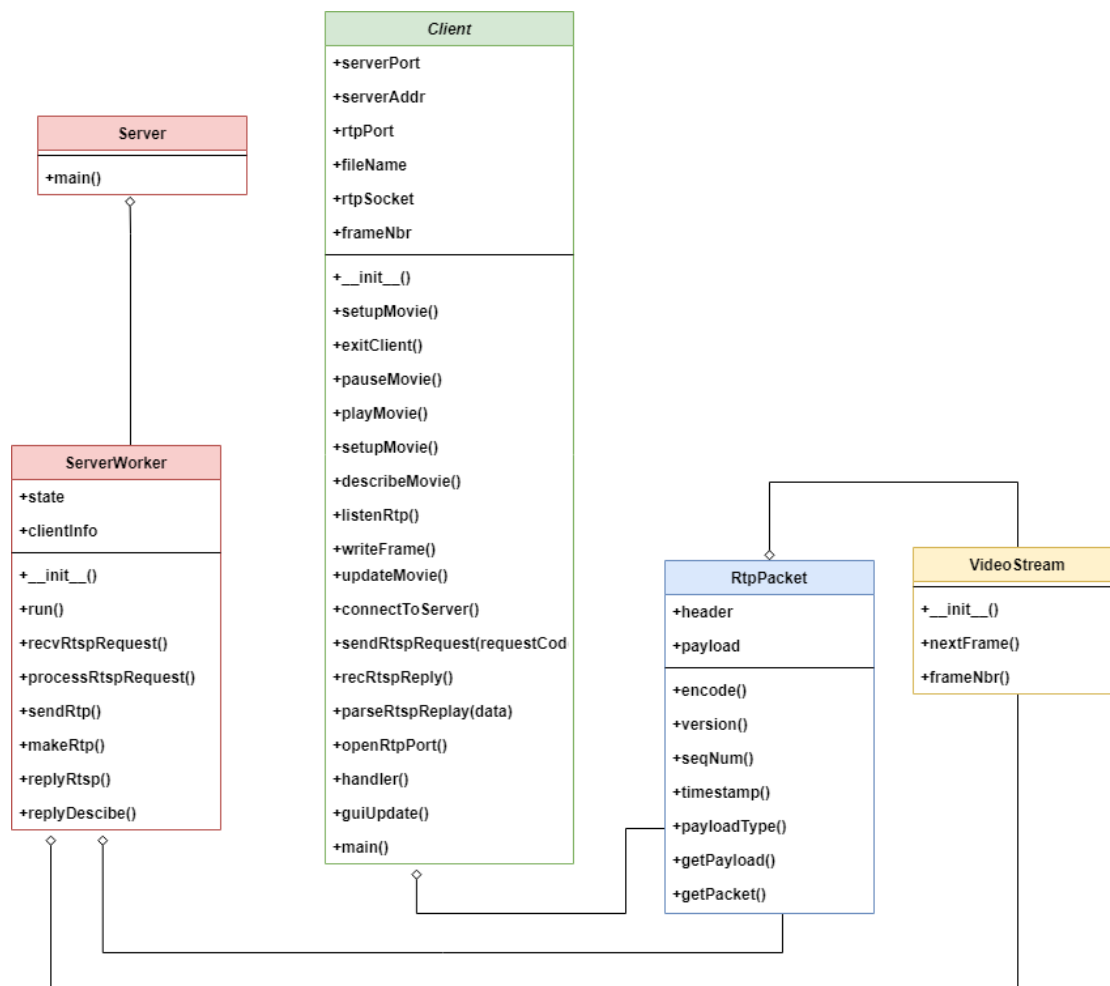 Client
+serverPort
+serverAddr
+rtpPort
+fileName
+rtpSocket
+frameNbr
+__init__()
+setupMovie()
+exitClient()
+pauseMovie()
+playMovie()
+setupMovie()
+describeMovie()
+listenRtp()
+writeFrame()
+updateMovie()
+connectToServer()
+sendRtspRequest(requestCod
+recRtspReply()
+parseRtspReplay(data)
+openRtpPort()
+handler()
+guiUpdate()
+main()
Server
+main()
ServerWorker
+state
+clientInfo
+__init__()
+run()
+recvRtspRequest()
+processRtspRequest()
+sendRtp()
+makeRtp()
+replyRtsp()
+replyDescibe()
RtpPacket
+header
+payload
+encode()
+version()
+seqNum()
+timestamp()
+payloadType()
+getPayload()
+getPacket()
VideoStream
+__init__()
+nextFrame()
+frameNbr()